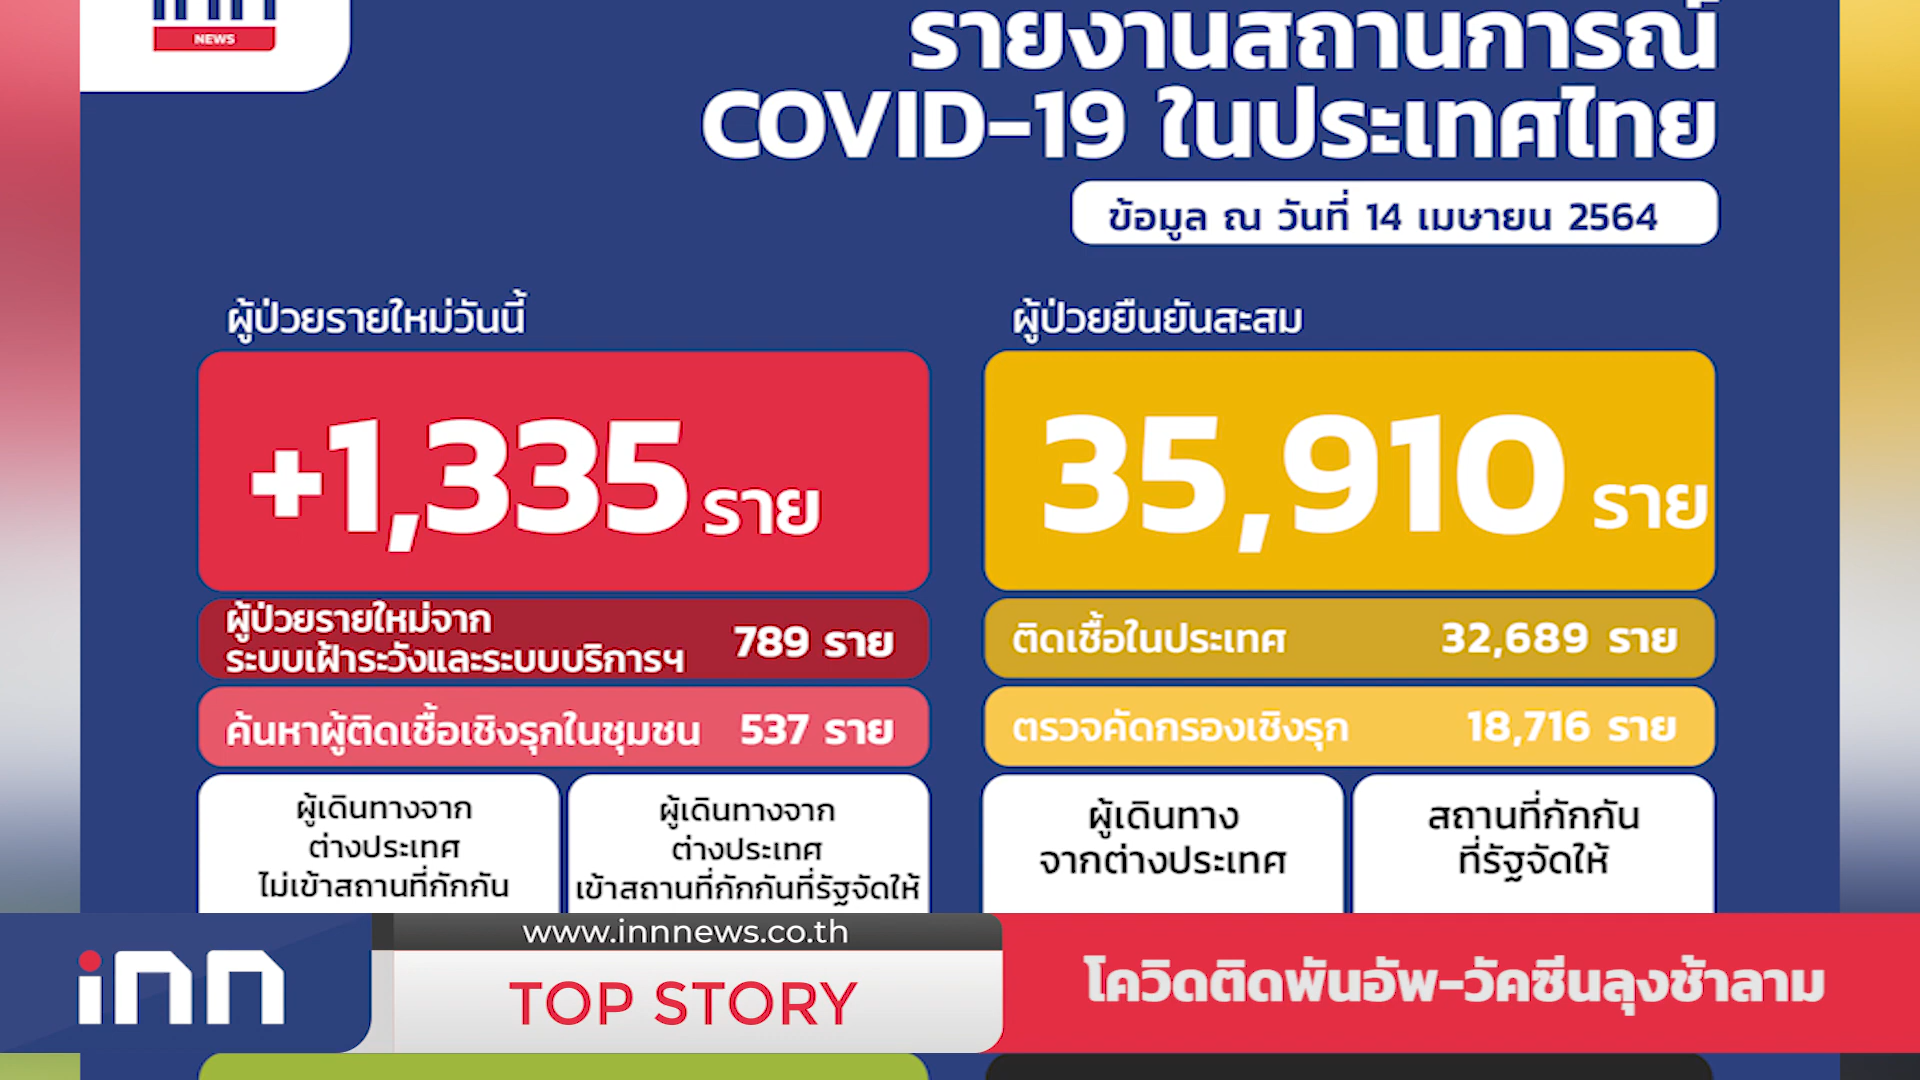 inn
NEWS
รายงานสถานการณ์
COVID-19 ในประเทศไทย
ข้อมูล ณ วันที่ 14 เมษายน 2564
ผู้ป่วยรายใหม่วันนี้
+1,335 ราย
ผู้ป่วยรายใหม่จาก
ระบบเฝ้าระวังและระบบบริการฯ
789 ราย
ค้นหาผู้ติดเชื้อเชิงรุกในชุมชน 537 ราย
ผู้เดินทางจาก
ต่างประเทศ
ไม่เข้าสถานที่กักกัน
ผู้เดินทางจาก
ต่างประเทศ
เข้าสถานที่กักกันที่รัฐจัดให้
ผู้ป่วยยืนยันสะสม
35,910 ราย
ติดเชื้อในประเทศ 32,689 ราย
ตรวจคัดกรองเชิงรุก 18,716 ราย
ผู้เดินทาง
จากต่างประเทศ
สถานที่กักกัน
ที่รัฐจัดให้
inn
www.innnews.co.th
TOP STORY
โควิดติดพันอัพ-วัคซีนลุงช้าลาม